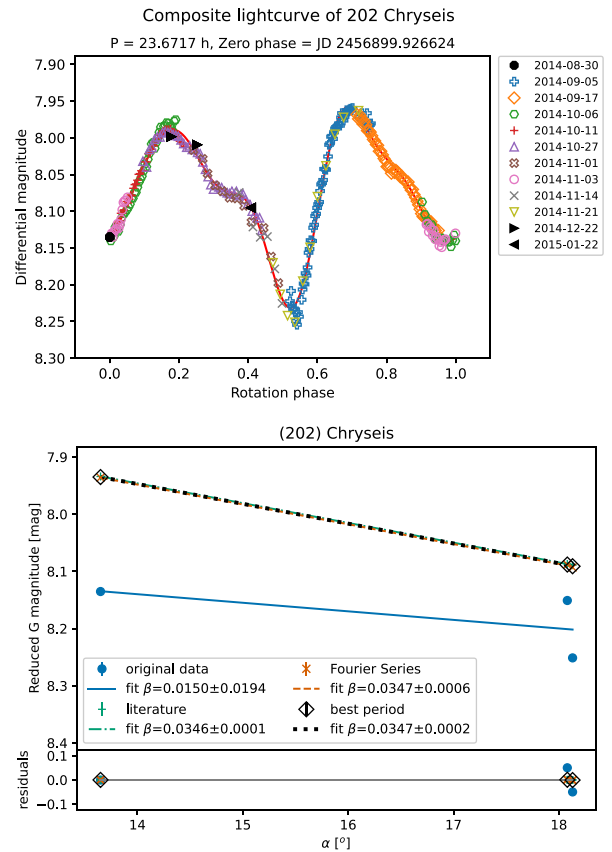 Composite lightcurve of 202 Chryseis
P = 23.6717 h, Zero phase = JD 2456899.926624
7.90
7.95
8.00
8.05
8.10
8.15
8.20
8.25
8.30
Differential magnitude
0.0 0.2 0.4 0.6 0.8 1.0
Rotation phase
2014-08-30
2014-09-05
2014-09-17
2014-10-06
2014-10-11
2014-10-27
2014-11-01
2014-11-03
2014-11-14
2014-11-21
2014-12-22
2015-01-22
(202) Chryseis
7.9
8.0
8.1
8.2
8.3
8.4
Reduced G magnitude [mag]
original data
fit β=0.0150±0.0194
literature
fit β=0.0346±0.0001
Fourier Series
fit β=0.0347±0.0006
best period
fit β=0.0347±0.0002
0.1
0.0
−0.1
residuals
14 15 16 17 18
α [°]